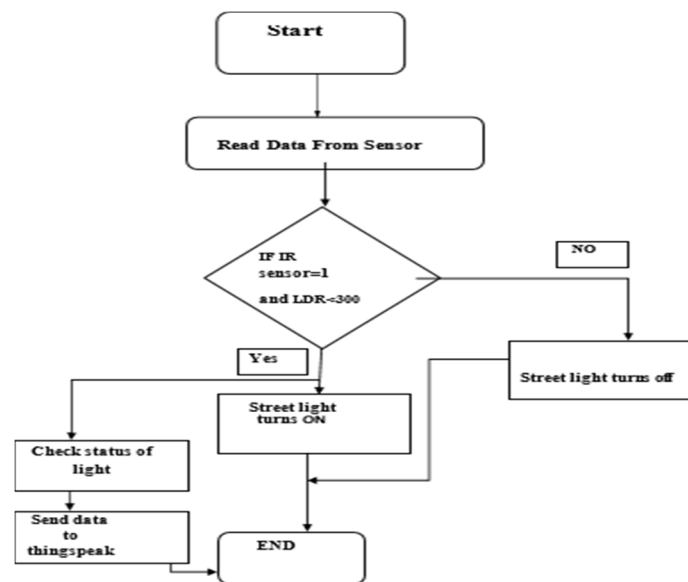 Start
Read Data From Sensor
IF IR
sensor=1
and LDR<=300
NO
Yes
Street light turns off
Street light
turns ON
Check status of
light
Send data
to
thingspeak
END